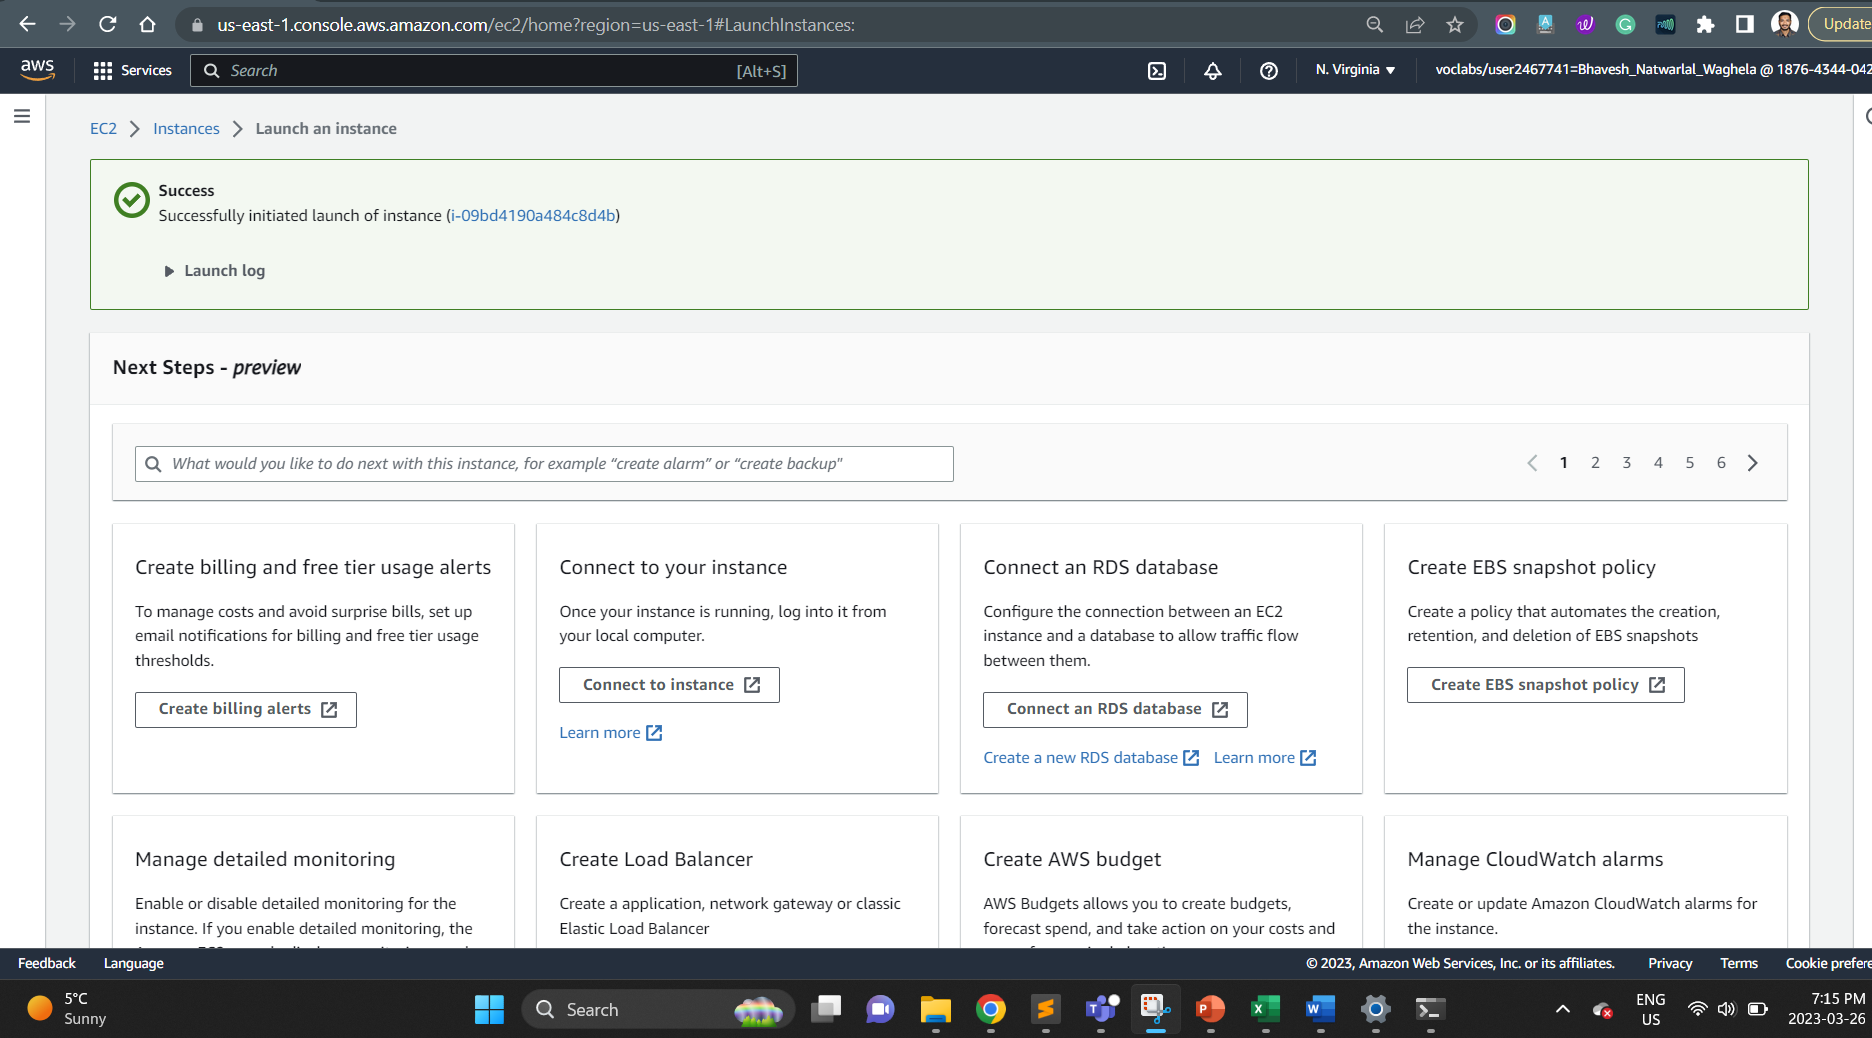 us-east-1.console.aws.amazon.com/ec2/home?region=us-east-1#LaunchInstances:
Update
aws
Services
Search
[Alt+S]
N. Virginia
voclabs/user2467741=Bhavesh_Natwarlal_Waghela @ 1876-4344-042
EC2
Instances
Launch an instance
Success
Successfully initiated launch of instance (i-09bd4190a484c8d4b)
Launch log
Next Steps - preview
What would you like to do next with this instance, for example “create alarm” or “create backup"
1 2 3 4 5 6
Create billing and free tier usage alerts
To manage costs and avoid surprise bills, set up
email notifications for billing and free tier usage
thresholds.
Create billing alerts
Connect to your instance
Once your instance is running, log into it from
your local computer.
Connect to instance
Learn more
Connect an RDS database
Configure the connection between an EC2
instance and a database to allow traffic flow
between them.
Connect an RDS database
Create a new RDS database
Learn more
Create EBS snapshot policy
Create a policy that automates the creation,
retention, and deletion of EBS snapshots
Create EBS snapshot policy
Manage detailed monitoring
Enable or disable detailed monitoring for the
instance. If you enable detailed monitoring, the
Create Load Balancer
Create a application, network gateway or classic
Elastic Load Balancer
Create AWS budget
AWS Budgets allows you to create budgets,
forecast spend, and take action on your costs and
Manage CloudWatch alarms
Create or update Amazon CloudWatch alarms for
the instance.
Feedback
Language
© 2023, Amazon Web Services, Inc. or its affiliates.
Privacy
Terms
Cookie prefere
5°C
Sunny
Search
ENG
US
7:15 PM
2023-03-26